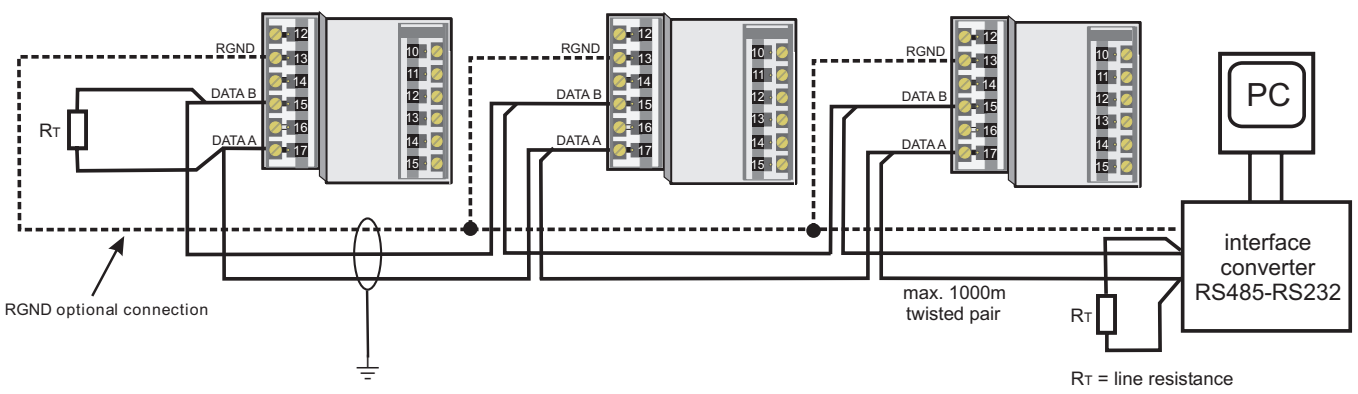 12
RGND
13
14
DATA B
15
16
DATA A
17
10
11
12
13
14
15
12
RGND
13
14
DATA B
15
16
DATA A
17
10
11
12
13
14
15
12
RGND
13
14
DATA B
15
16
DATA A
17
10
11
12
13
14
15
PC
RT
RGND optional connection
max. 1000m
twisted pair
interface
converter
RS485-RS232
RT
RT = line resistance